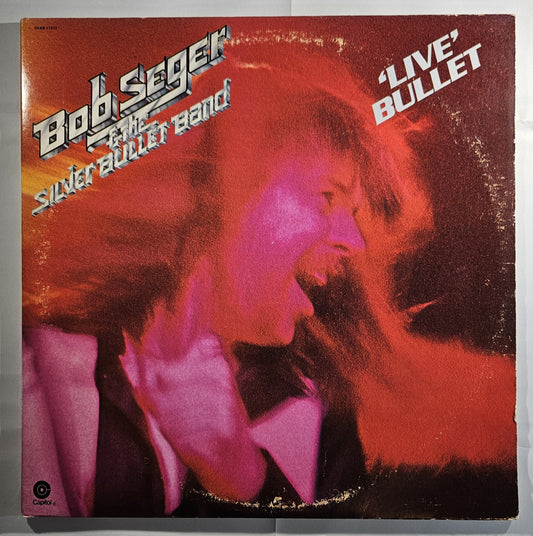 Bob Seger
& the
Silver Bullet Band
'LIVE'
BULLET
Capitol